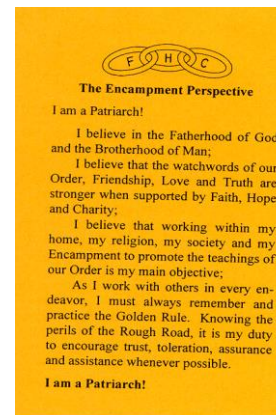 F H C
The Encampment Perspective
I am a Patriarch!
I believe in the Fatherhood of God
and the Brotherhood of Man;
I believe that the watchwords of our
Order, Friendship, Love and Truth are
stronger when supported by Faith, Hope
and Charity;
I believe that working within my
home, my religion, my society and my
Encampment to promote the teachings of
our Order is my main objective;
As I work with others in every en-
deavor, I must always remember and
practice the Golden Rule. Knowing the
perils of the Rough Road, it is my duty
to encourage trust, toleration, assurance
and assistance whenever possible.
I am a Patriarch!